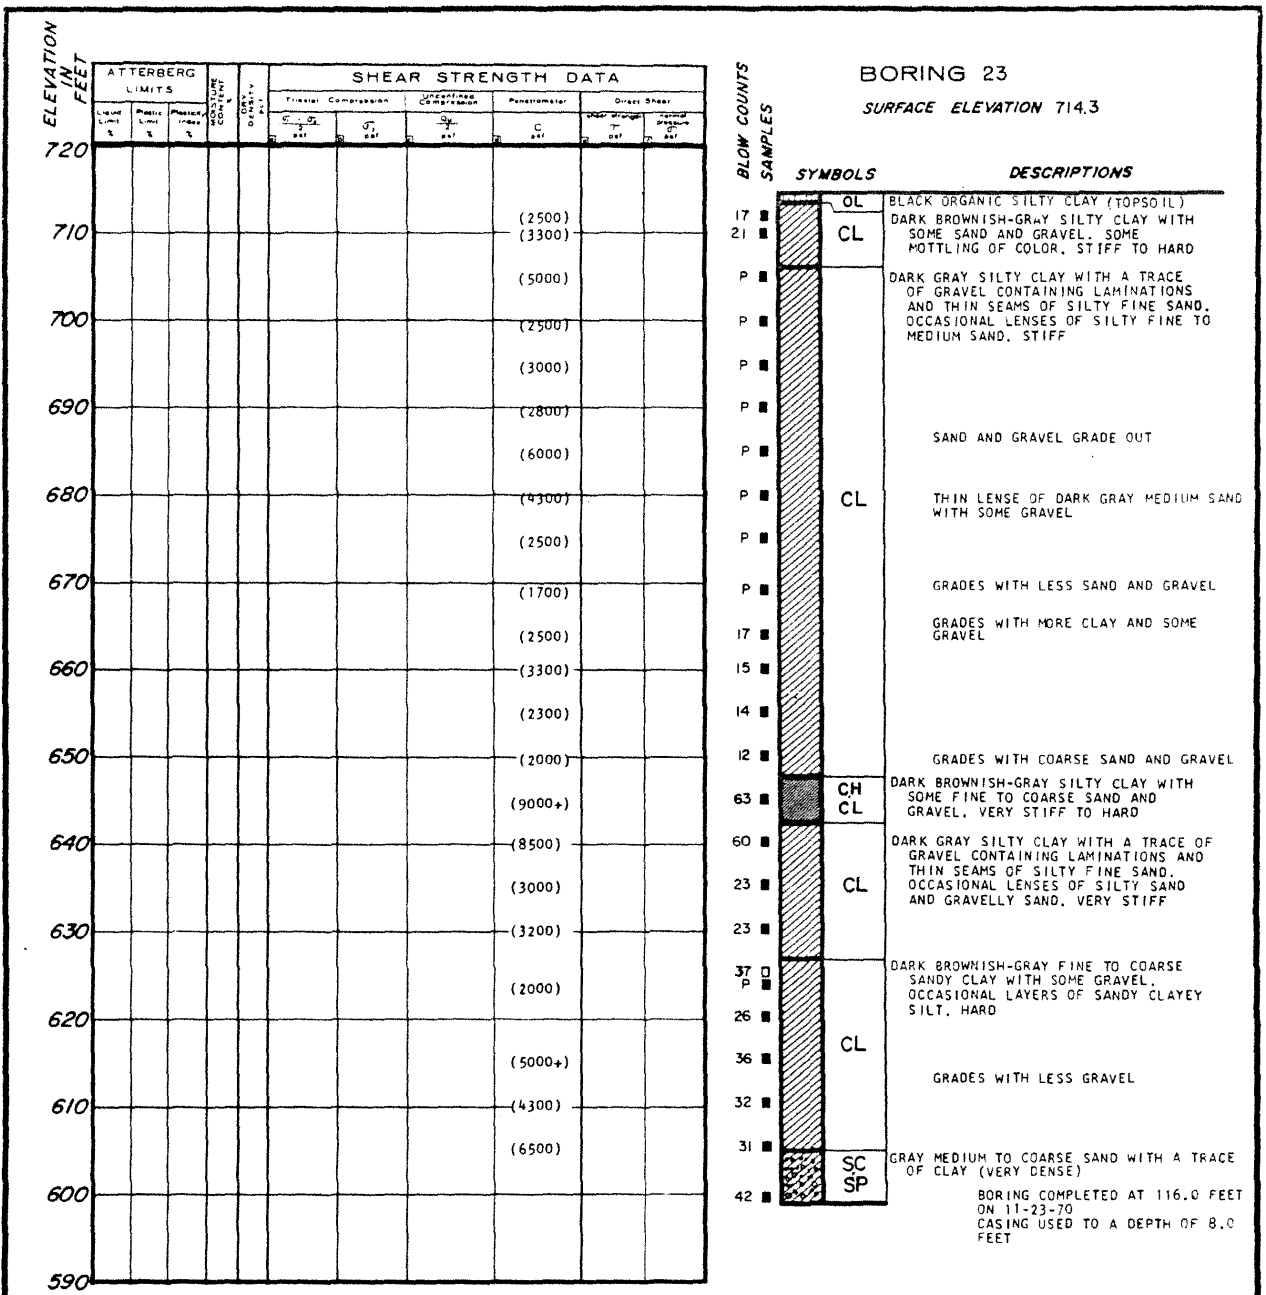 ELEVATION
IN
FEET
ATTERBERG
LIMITS
Liquid
Limit
%
Plastic
Limit
%
Plasticity
Index
%
MOISTURE
CONTENT
%
DRY
DENSITY
PCF
SHEAR STRENGTH DATA
Triaxial Compression
Unconfined
Compression
Penetrometer
Direct Shear
psf
σ3
psf
psf
C
psf
shear strength
τ
psf
normal
pressure
σ
psf
BLOW COUNTS
SAMPLES
BORING 23
SURFACE ELEVATION 714.3
SYMBOLS
DESCRIPTIONS
720
710
700
690
680
670
660
650
640
630
620
610
600
590
(2500)
(3300)
(5000)
(2500)
(3000)
(2800)
(6000)
(4300)
(2500)
(1700)
(2500)
(3300)
(2300)
(2000)
(9000+)
(8500)
(3000)
(3200)
(2000)
(5000+)
(4300)
(6500)
17
21
P
P
P
P
P
P
P
P
17
15
14
12
63
60
23
23
37
P
26
36
32
31
42
OL
BLACK ORGANIC SILTY CLAY (TOPSOIL)
CL
DARK BROWNISH-GRAY SILTY CLAY WITH
SOME SAND AND GRAVEL. SOME
MOTTLING OF COLOR. STIFF TO HARD
CL
DARK GRAY SILTY CLAY WITH A TRACE
OF GRAVEL CONTAINING LAMINATIONS
AND THIN SEAMS OF SILTY FINE SAND.
OCCASIONAL LENSES OF SILTY FINE TO
MEDIUM SAND. STIFF
SAND AND GRAVEL GRADE OUT
THIN LENSE OF DARK GRAY MEDIUM SAND
WITH SOME GRAVEL
GRADES WITH LESS SAND AND GRAVEL
GRADES WITH MORE CLAY AND SOME
GRAVEL
GRADES WITH COARSE SAND AND GRAVEL
CH
CL
DARK BROWNISH-GRAY SILTY CLAY WITH
SOME FINE TO COARSE SAND AND
GRAVEL. VERY STIFF TO HARD
CL
DARK GRAY SILTY CLAY WITH A TRACE OF
GRAVEL CONTAINING LAMINATIONS AND
THIN SEAMS OF SILTY FINE SAND.
OCCASIONAL LENSES OF SILTY SAND
AND GRAVELLY SAND. VERY STIFF
CL
DARK BROWNISH-GRAY FINE TO COARSE
SANDY CLAY WITH SOME GRAVEL.
OCCASIONAL LAYERS OF SANDY CLAYEY
SILT. HARD
GRADES WITH LESS GRAVEL
SC
SP
GRAY MEDIUM TO COARSE SAND WITH A TRACE
OF CLAY (VERY DENSE)
BORING COMPLETED AT 116.0 FEET
ON 11-23-70
CASING USED TO A DEPTH OF 8.0
FEET